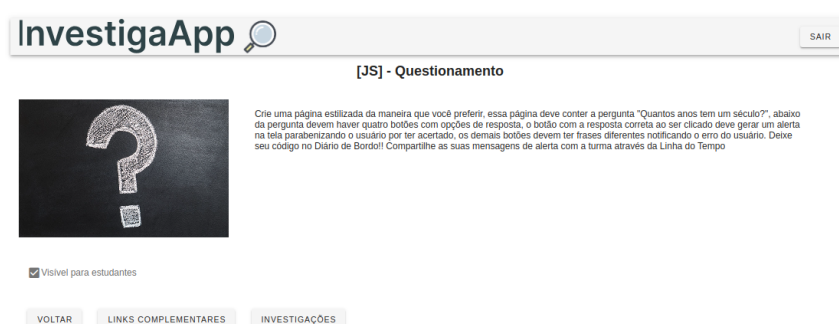 InvestigaApp
SAIR
[JS] - Questionamento
Crie uma página estilizada da maneira que você preferir, essa página deve conter a pergunta "Quantos anos tem um século?", abaixo
da pergunta devem haver quatro botões com opções de resposta, o botão com a resposta correta ao ser clicado deve gerar um alerta
na tela parabenizando o usuário por ter acertado, os demais botões devem ter frases diferentes notificando o erro do usuário. Deixe
seu código no Diário de Bordo!! Compartilhe as suas mensagens de alerta com a turma através da Linha do Tempo
?
Visível para estudantes
VOLTAR LINKS COMPLEMENTARES INVESTIGAÇÕES